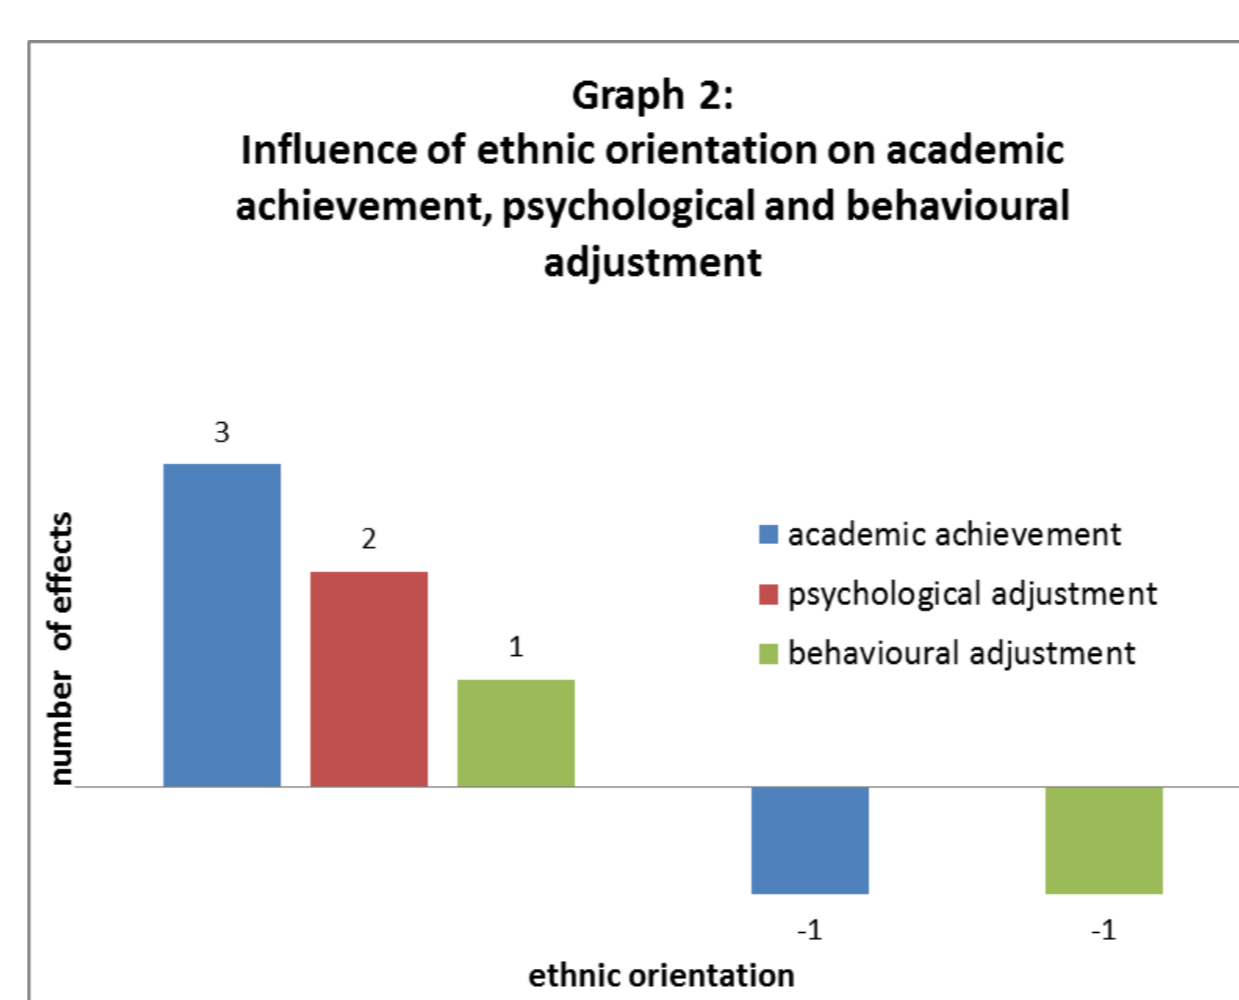 Graph 2:
Influence of ethnic orientation on academic
achievement, psychological and behavioural
adjustment
3
2
1
number of effects
academic achievement
psychological adjustment
behavioural adjustment
-1
-1
ethnic orientation